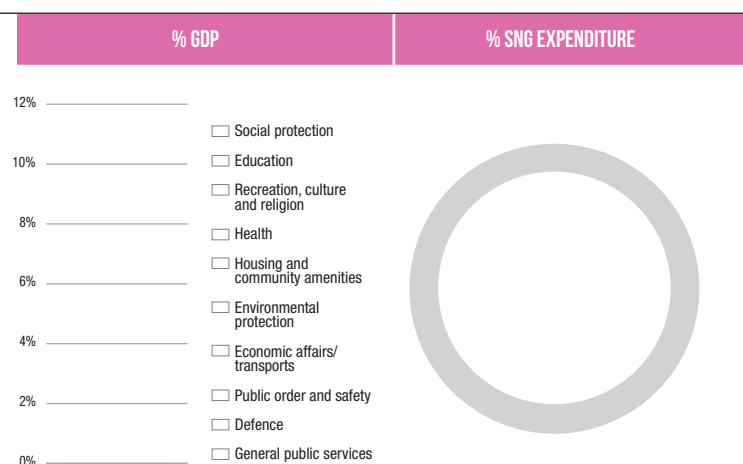 % GDP
% SNG EXPENDITURE
12%
10%
8%
6%
4%
2%
0%
Social protection
Education
Recreation, culture
and religion
Health
Housing and
community amenities
Environmental
protection
Economic affairs/
transports
Public order and safety
Defence
General public services